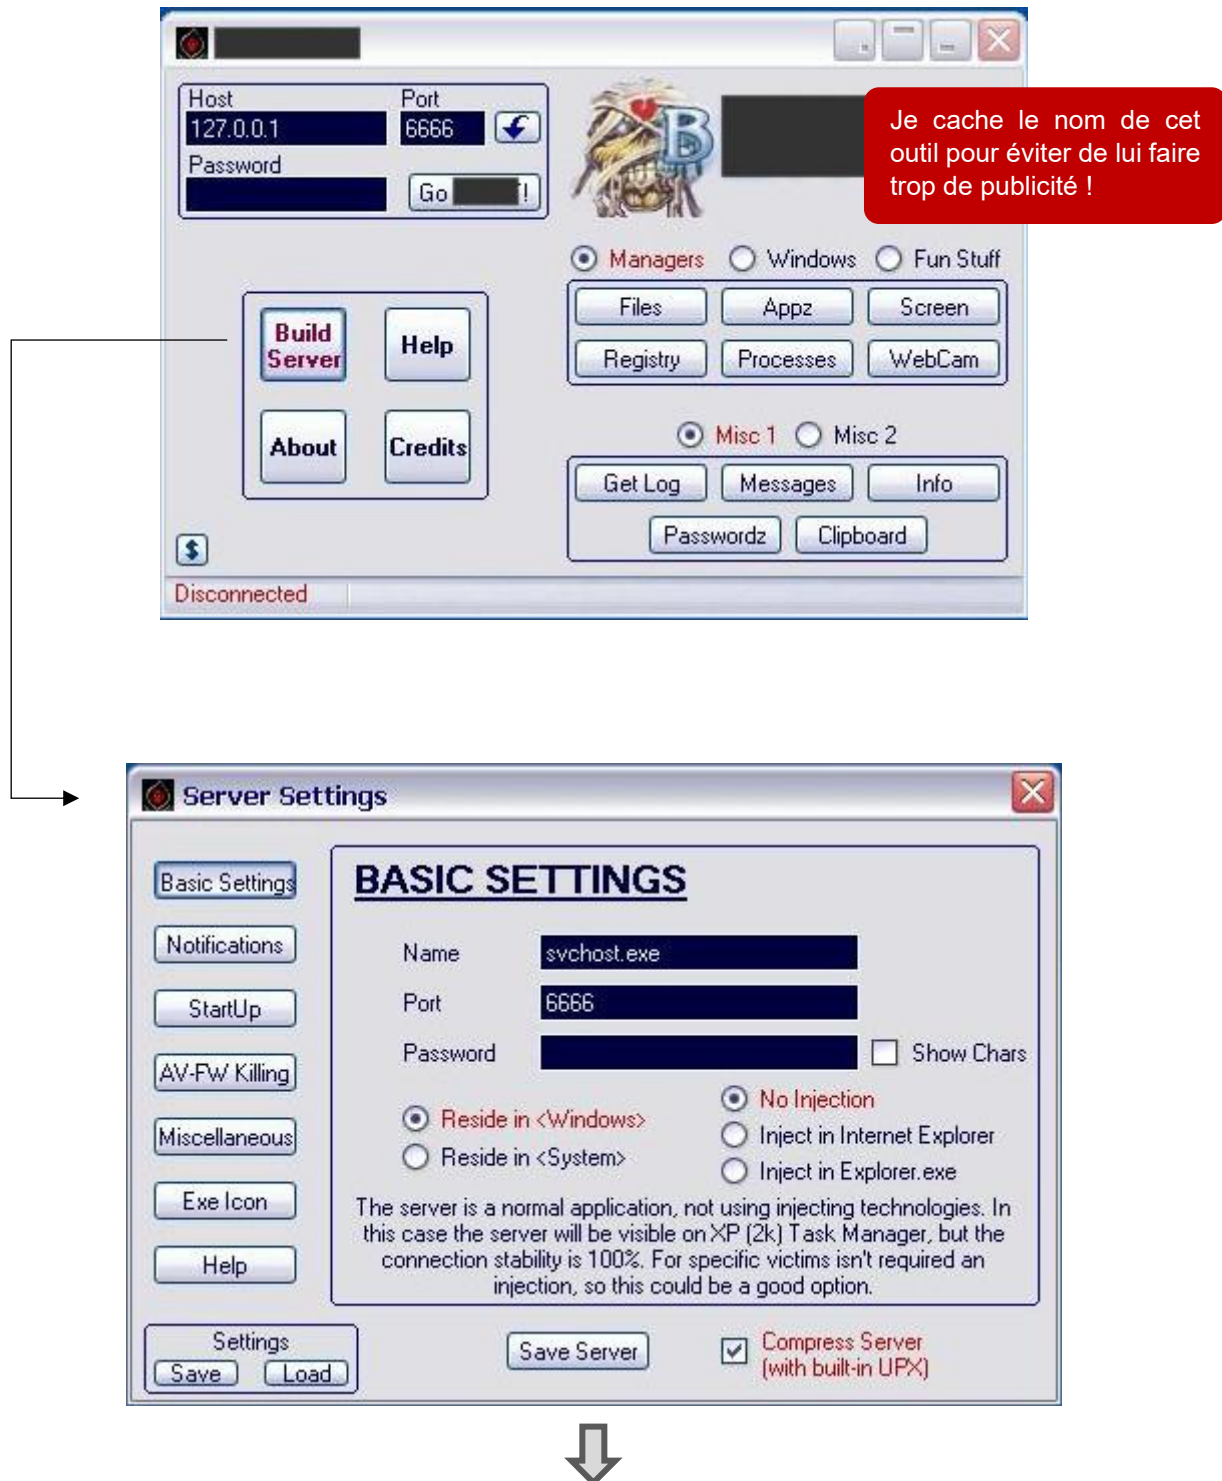 Host
Port
127.0.0.1
6666
Password
Go
!
B
Je cache le nom de cet
outil pour éviter de lui faire
trop de publicité !
Managers
Windows
Fun Stuff
Files
Appz
Screen
Registry
Processes
WebCam
Build
Server
Help
About
Credits
Misc 1
Misc 2
Get Log
Messages
Info
Passwordz
Clipboard
$
Disconnected
Server Settings
Basic Settings
Notifications
StartUp
AV-FW Killing
Miscellaneous
Exe Icon
Help
BASIC SETTINGS
Name
svchost.exe
Port
6666
Password
Show Chars
Reside in <Windows>
Reside in <System>
No Injection
Inject in Internet Explorer
Inject in Explorer.exe
The server is a normal application, not using injecting technologies. In
this case the server will be visible on XP (2k) Task Manager, but the
connection stability is 100%. For specific victims isn't required an
injection, so this could be a good option.
Settings
Save
Load
Save Server
Compress Server
(with built-in UPX)